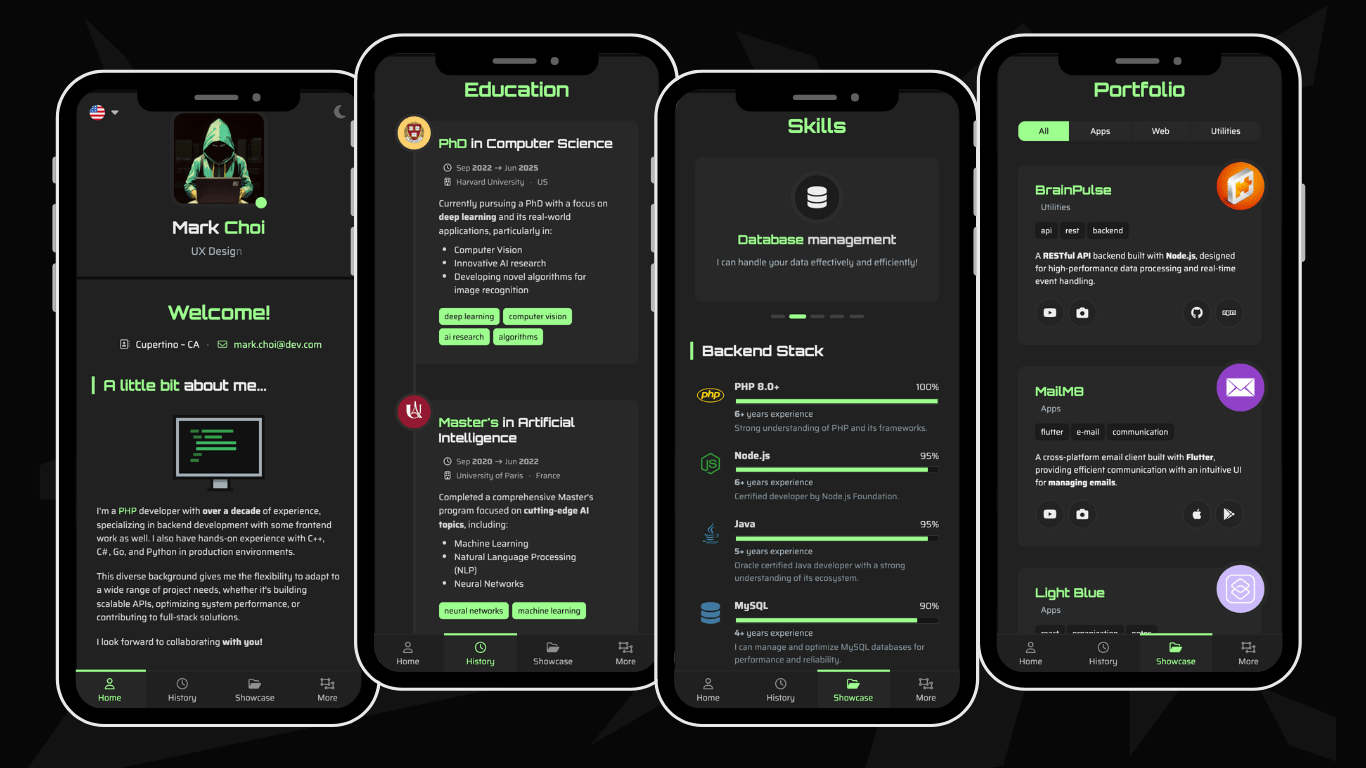 Mark Choi
UX Design
Welcome!
Cupertino - CA · mark.choi@dev.com
A little bit about me...
I'm a PHP developer with over a decade of experience,
specializing in backend development with some frontend
work as well. I also have hands-on experience with C++,
C#, Go, and Python in production environments.
This diverse background gives me the flexibility to adapt to
a wide range of project needs, whether it's building
scalable APIs, optimizing system performance, or
contributing to full-stack solutions.
I look forward to collaborating with you!
Home History Showcase More
Education
PhD in Computer Science
Sep 2022 → Jun 2025
Harvard University · US
Currently pursuing a PhD with a focus on
deep learning and its real-world
applications, particularly in:
• Computer Vision
• Innovative AI research
• Developing novel algorithms for
image recognition
deep learning computer vision
ai research algorithms
Master's in Artificial
Intelligence
Sep 2020 → Jun 2022
University of Paris · France
Completed a comprehensive Master's
program focused on cutting-edge AI
topics, including:
• Machine Learning
• Natural Language Processing
(NLP)
• Neural Networks
neural networks machine learning
Home History Showcase More
Skills
Database management
I can handle your data effectively and efficiently!
Backend Stack
php
PHP 8.0+ 100%
6+ years experience
Strong understanding of PHP and its frameworks.
JS
Node.js 95%
6+ years experience
Certified developer by Node.js Foundation.
Java 95%
5+ years experience
Oracle certified Java developer with a strong
understanding of its ecosystem.
MySQL 90%
4+ years experience
I can manage and optimize MySQL databases for
performance and reliability.
Home History Showcase More
Portfolio
All Apps Web Utilities
BrainPulse
Utilities
api rest backend
A RESTful API backend built with Node.js, designed
for high-performance data processing and real-time
event handling.
MailM8
Apps
flutter e-mail communication
A cross-platform email client built with Flutter,
providing efficient communication with an intuitive UI
for managing emails.
Light Blue
Apps
react organization notes
Home History Showcase More